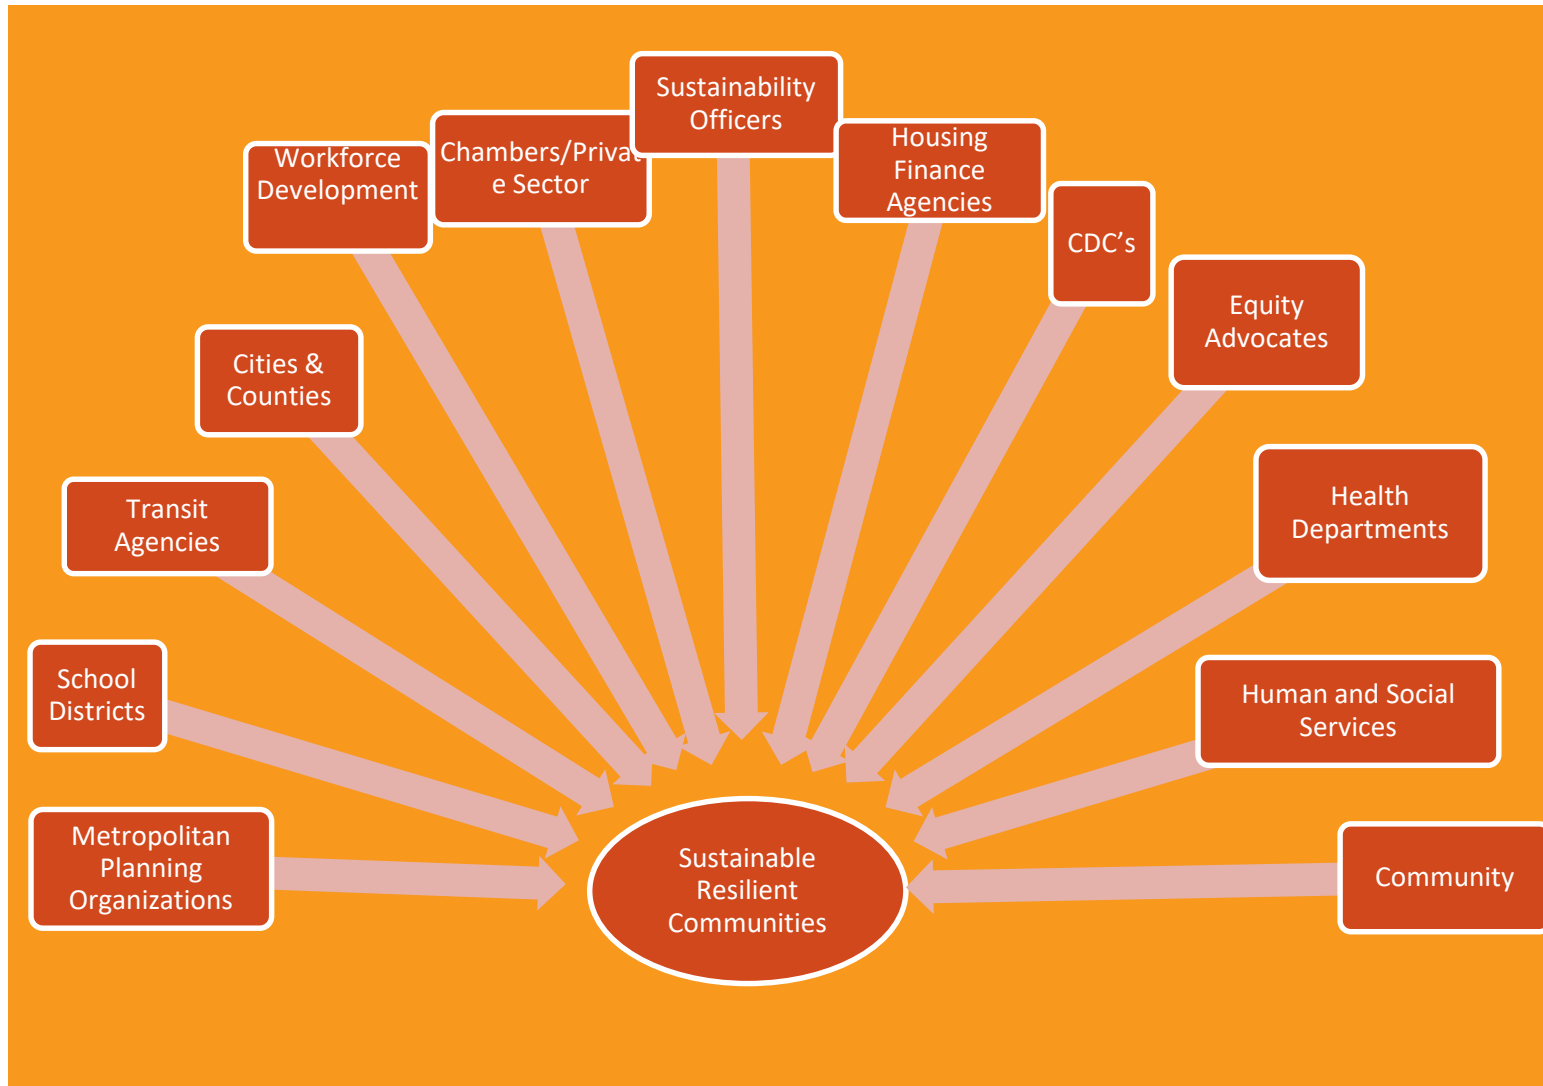 Sustainability
Officers
Chambers/Privat
e Sector
Workforce
Development
Housing
Finance
Agencies
CDC’s
Equity
Advocates
Cities &
Counties
Health
Departments
Transit
Agencies
School
Districts
Human and Social
Services
Metropolitan
Planning
Organizations
Sustainable
Resilient
Communities
Community